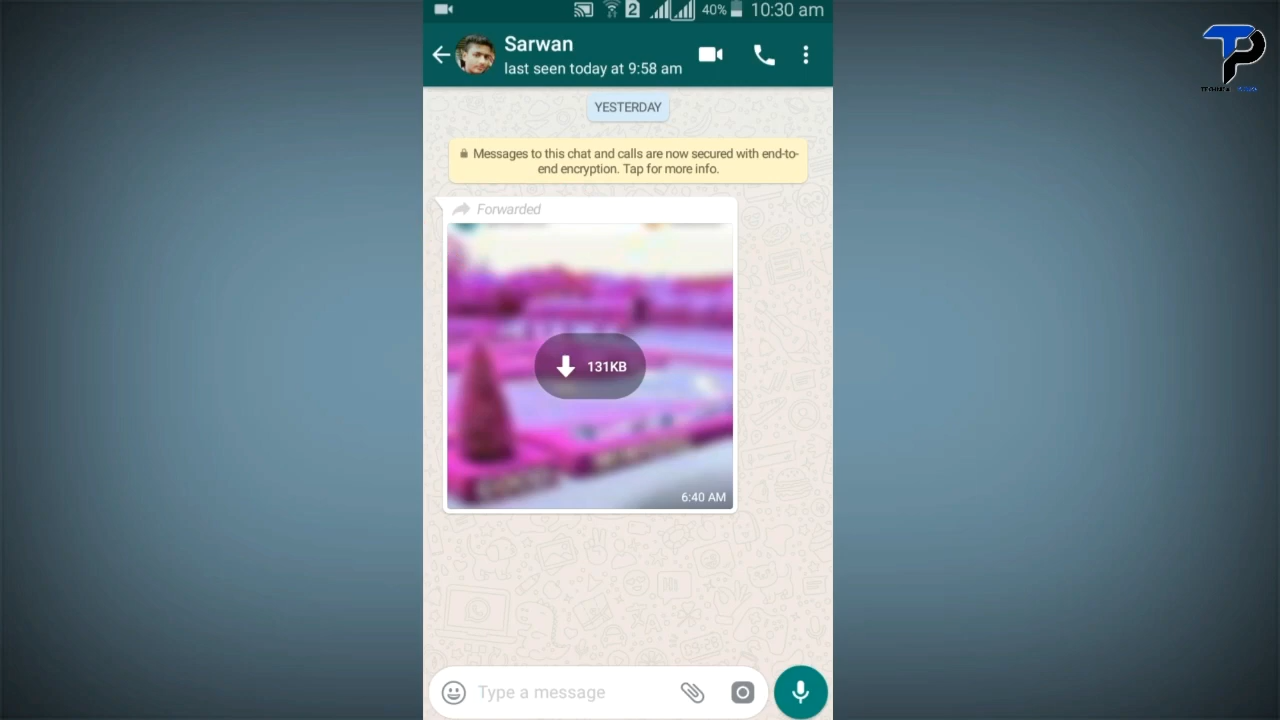 2
40%
10:30 am
Sarwan
last seen today at 9:58 am
YESTERDAY
Messages to this chat and calls are now secured with end-to-
end encryption. Tap for more info.
Forwarded
131KB
6:40 AM
Type a message